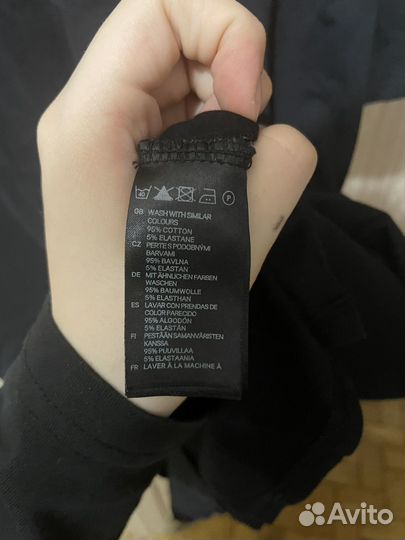 40 P
GB WASH WITH SIMILAR
COLOURS
95% COTTON
5% ELASTANE
CZ PERTE S PODOBNÝMI
BARVAMI
95% BAVLNA
5% ELASTAN
DE MIT ÄHNLICHEN FARBEN
WASCHEN
95% BAUMWOLLE
5% ELASTHAN
ES LAVAR CON PRENDAS DE
COLOR PARECIDO
95% ALGODÓN
5% ELASTÁN
FI PESTÄÄN SAMANVÄRISTEN
KANSSA
95% PUUVILLAA
5% ELASTAANIA
FR LAVER À LA MACHINE À
Avito